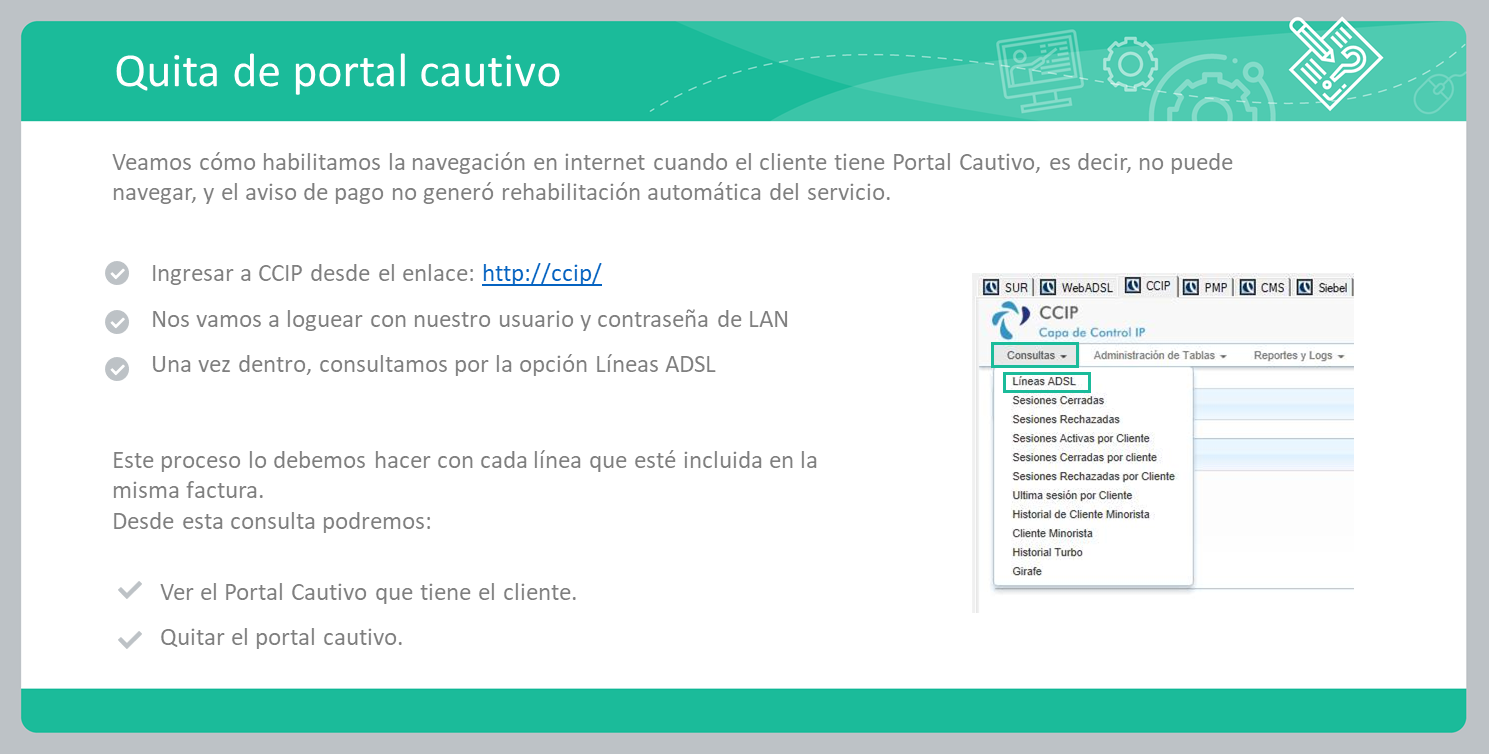 Quita de portal cautivo
Veamos cómo habilitamos la navegación en internet cuando el cliente tiene Portal Cautivo, es decir, no puede
navegar, y el aviso de pago no generó rehabilitación automática del servicio.
Ingresar a CCIP desde el enlace: http://ccip/
Nos vamos a loguear con nuestro usuario y contraseña de LAN
Una vez dentro, consultamos por la opción Líneas ADSL
Este proceso lo debemos hacer con cada línea que esté incluida en la
misma factura.
Desde esta consulta podremos:
Ver el Portal Cautivo que tiene el cliente.
Quitar el portal cautivo.
SUR WebADSL CCIP PMP CMS Siebel
CCIP
Capa de Control IP
Consultas Administración de Tablas Reportes y Logs
Líneas ADSL
Sesiones Cerradas
Sesiones Rechazadas
Sesiones Activas por Cliente
Sesiones Cerradas por cliente
Sesiones Rechazadas por Cliente
Ultima sesión por Cliente
Historial de Cliente Minorista
Cliente Minorista
Historial Turbo
Girafe